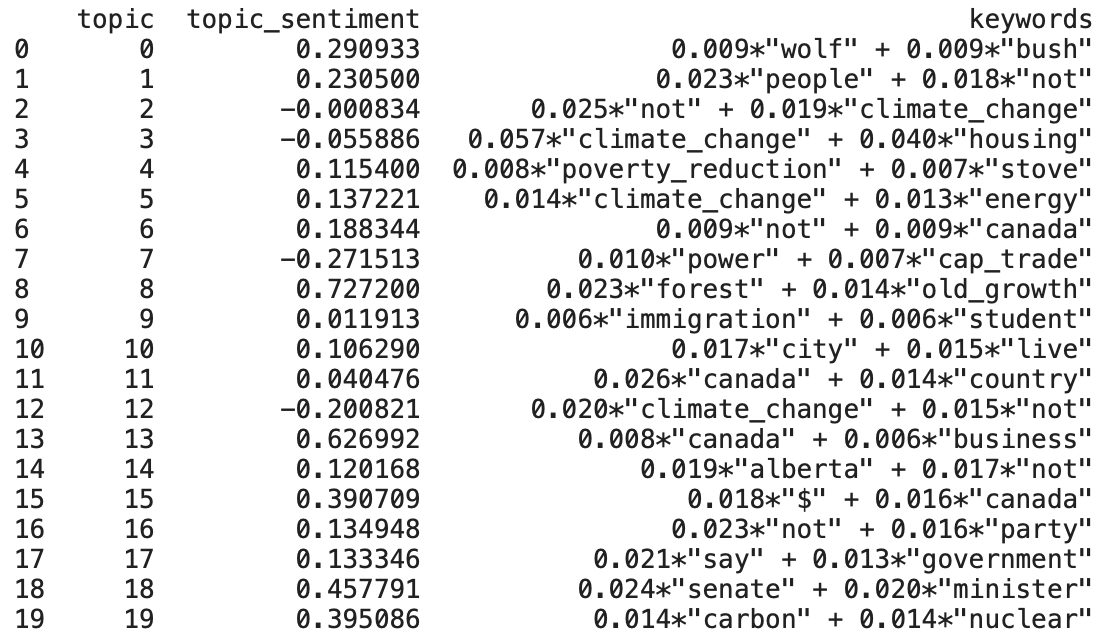 topic topic_sentiment keywords
0 0 0.290933 0.009*"wolf" + 0.009*"bush"
1 1 0.230500 0.023*"people" + 0.018*"not"
2 2 −0.000834 0.025*"not" + 0.019*"climate_change"
3 3 −0.055886 0.057*"climate_change" + 0.040*"housing"
4 4 0.115400 0.008*"poverty_reduction" + 0.007*"stove"
5 5 0.137221 0.014*"climate_change" + 0.013*"energy"
6 6 0.188344 0.009*"not" + 0.009*"canada"
7 7 −0.271513 0.010*"power" + 0.007*"cap_trade"
8 8 0.727200 0.023*"forest" + 0.014*"old_growth"
9 9 0.011913 0.006*"immigration" + 0.006*"student"
10 10 0.106290 0.017*"city" + 0.015*"live"
11 11 0.040476 0.026*"canada" + 0.014*"country"
12 12 −0.200821 0.020*"climate_change" + 0.015*"not"
13 13 0.626992 0.008*"canada" + 0.006*"business"
14 14 0.120168 0.019*"alberta" + 0.017*"not"
15 15 0.390709 0.018*"$" + 0.016*"canada"
16 16 0.134948 0.023*"not" + 0.016*"party"
17 17 0.133346 0.021*"say" + 0.013*"government"
18 18 0.457791 0.024*"senate" + 0.020*"minister"
19 19 0.395086 0.014*"carbon" + 0.014*"nuclear"